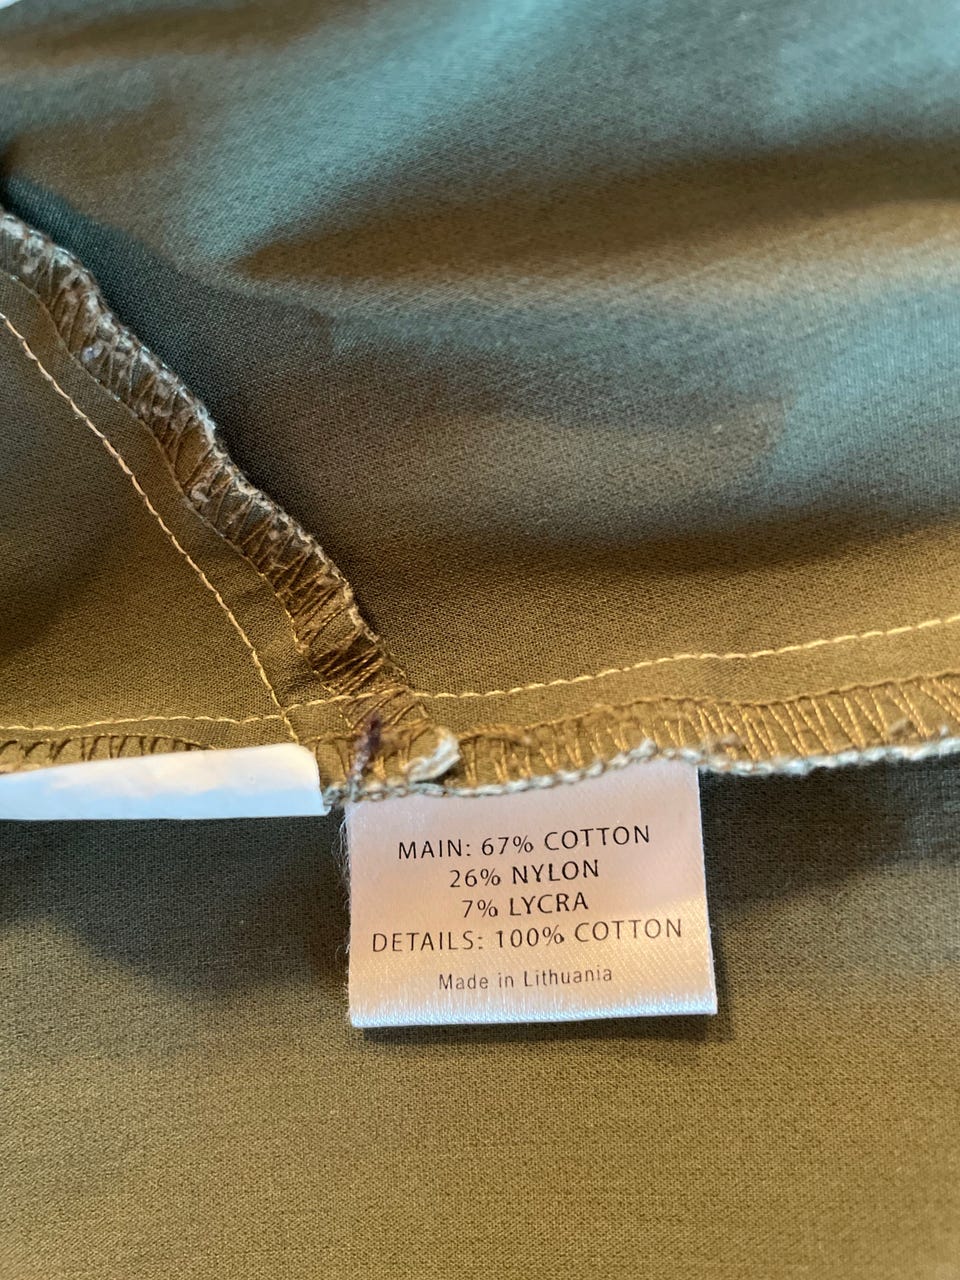 MAIN: 67% COTTON
26% NYLON
7% LYCRA
DETAILS: 100% COTTON
Made in Lithuania